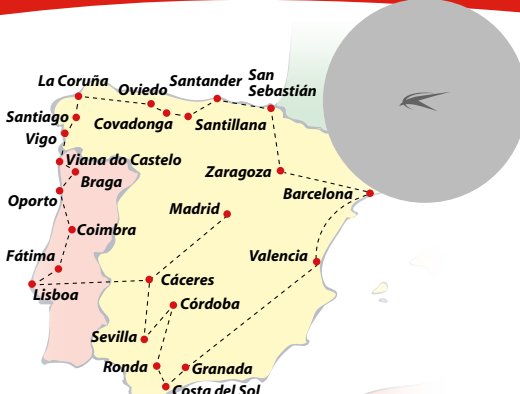 La Coruña
Oviedo
Santander
San
Sebastián
Santiago
Covadonga
Santillana
Vigo
Viana do Castelo
Braga
Zaragoza
Barcelona
Oporto
Madrid
Coimbra
Fátima
Valencia
Cáceres
Lisboa
Córdoba
Sevilla
Ronda
Granada
Costa del Sol